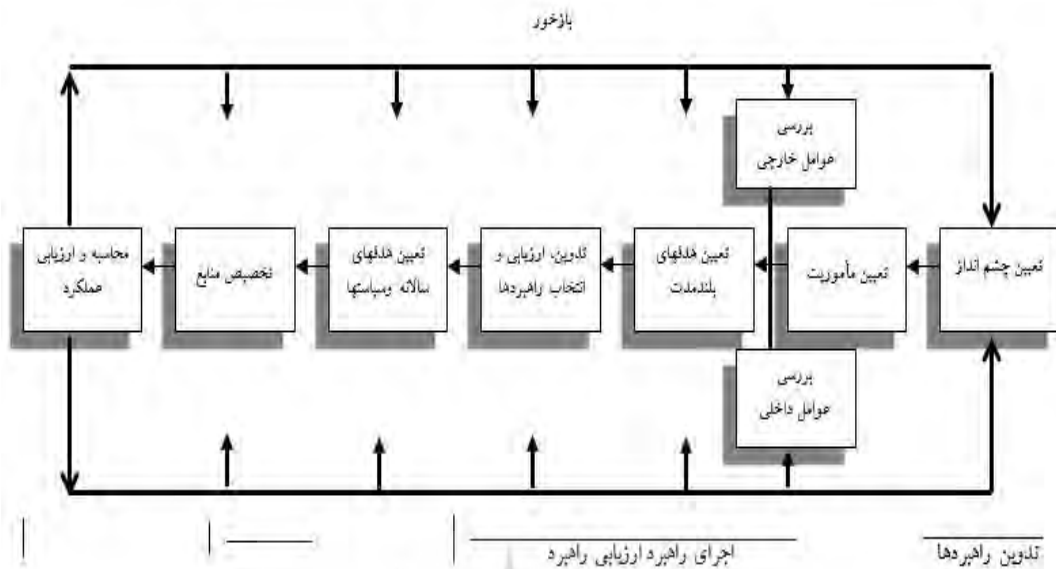 بازخور
بررسی
عوامل خارجی
تعیین چشم انداز
تعیین مأموریت
تعیین هدفهای
بلندمدت
تدوین، ارزیابی و
انتخاب راهبردها
تعیین هدفهای
سالانه وسیاستها
تخصیص منابع
محاسبه و ارزیابی
عملکرد
بررسی
عوامل داخلی
تدوین راهبردها
اجرای راهبرد ارزیابی راهبرد